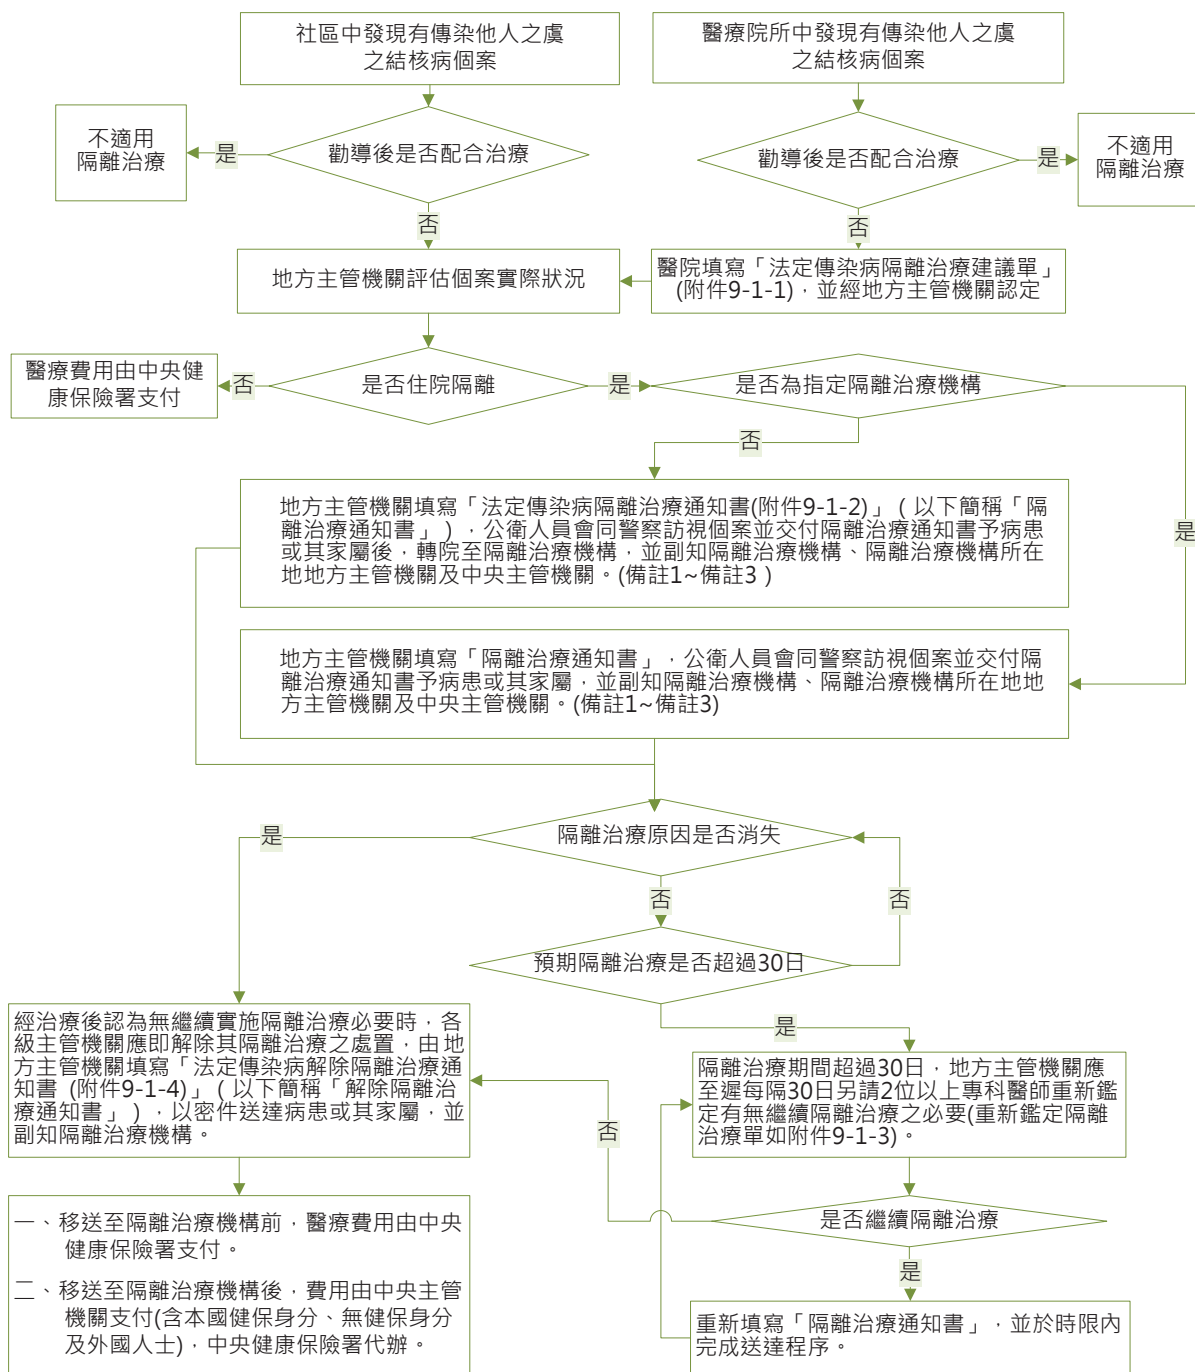 社區中發現有傳染他人之虞
之結核病個案
醫療院所中發現有傳染他人之虞
之結核病個案
不適用
隔離治療
是
勸導後是否配合治療
勸導後是否配合治療
是
不適用
隔離治療
否
否
地方主管機關評估個案實際狀況
醫院填寫「法定傳染病隔離治療建議單」
(附件9-1-1)，並經地方主管機關認定
醫療費用由中央健
康保險署支付
否
是否住院隔離
是
是否為指定隔離治療機構
否
是
地方主管機關填寫「法定傳染病隔離治療通知書(附件9-1-2)」（以下簡稱「隔
離治療通知書」），公衛人員會同警察訪視個案並交付隔離治療通知書予病患
或其家屬後，轉院至隔離治療機構，並副知隔離治療機構、隔離治療機構所在
地地方主管機關及中央主管機關。(備註1~備註3 )
地方主管機關填寫「隔離治療通知書」，公衛人員會同警察訪視個案並交付隔
離治療通知書予病患或其家屬，並副知隔離治療機構、隔離治療機構所在地地
方主管機關及中央主管機關。(備註1~備註3)
是
隔離治療原因是否消失
否
否
預期隔離治療是否超過30日
是
經治療後認為無繼續實施隔離治療必要時，各
級主管機關應即解除其隔離治療之處置，由地
方主管機關填寫「法定傳染病解除隔離治療通
知書 (附件9-1-4)」（以下簡稱「解除隔離治
療通知書」），以密件送達病患或其家屬，並
副知隔離治療機構。
隔離治療期間超過30日，地方主管機關應
至遲每隔30日另請2位以上專科醫師重新鑑
定有無繼續隔離治療之必要(重新鑑定隔離
治療單如附件9-1-3)。
否
是否繼續隔離治療
是
一、移送至隔離治療機構前，醫療費用由中央
健康保險署支付。
二、移送至隔離治療機構後，費用由中央主管
機關支付(含本國健保身分、無健保身分
及外國人士)，中央健康保險署代辦。
重新填寫「隔離治療通知書」，並於時限內
完成送達程序。